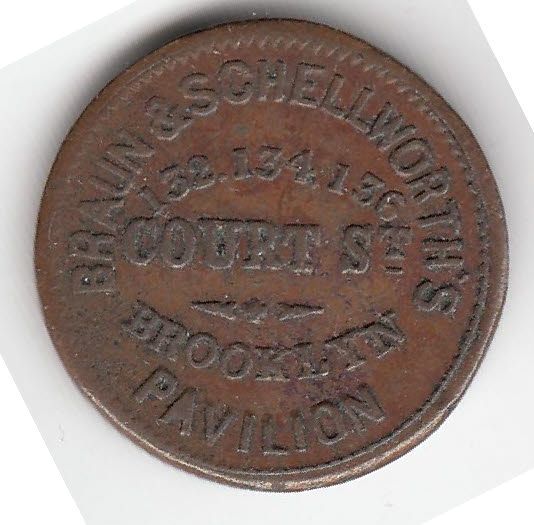 BRAUN & SCHELLWORTH'S
132.134.136
COURT ST
BROOKLYN
PAVILION